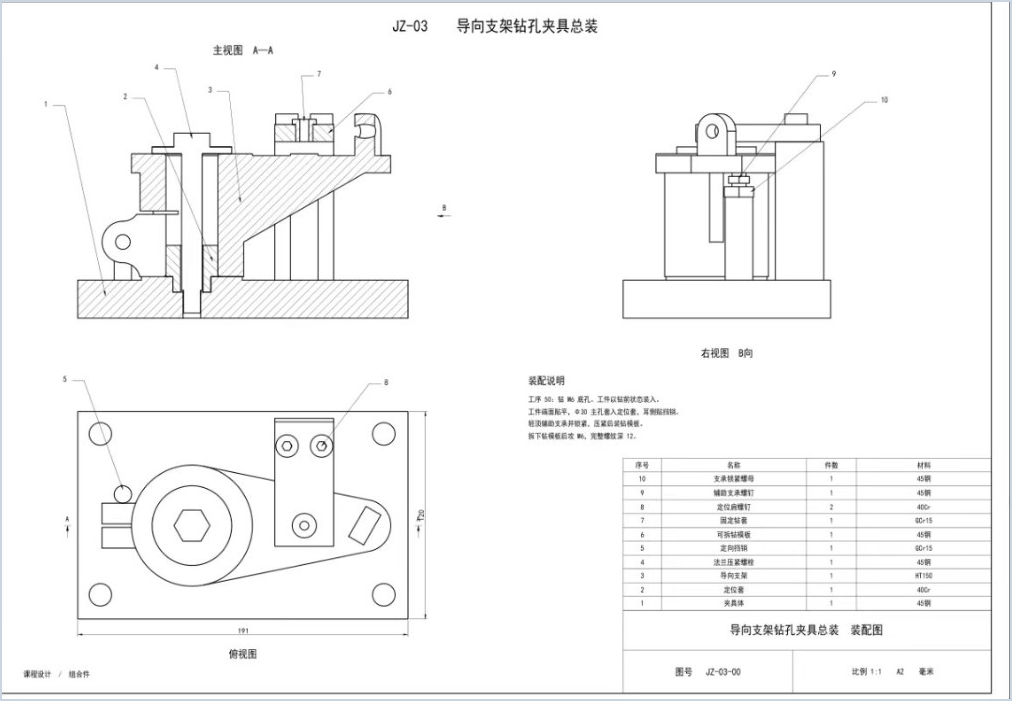 JZ-03 导向支架钻孔夹具总装
主视图 A—A
4
7
2
3
6
1
B
9
10
右视图 B向
5
8
A
A
120
191
俯视图
装配说明
工序 50: 钻 M6 底孔。工件以钻前状态装入。
工件端面贴平, Φ30 主孔套入定位套, 耳侧贴挡销。
轻顶辅助支承并锁紧, 压紧后装钻模板。
拆下钻模板后攻 M6, 完整螺纹深 12。
序号 名称 件数 材料
10 支承锁紧螺母 1 45钢
9 辅助支承螺钉 1 45钢
8 定位肩螺钉 2 40Cr
7 固定钻套 1 GCr15
6 可拆钻模板 1 45钢
5 定向挡销 1 GCr15
4 法兰压紧螺栓 1 45钢
3 导向支架 1 HT150
2 定位套 1 40Cr
1 夹具体 1 45钢
导向支架钻孔夹具总装 装配图
图号 JZ-03-00
比例 1:1 A2 毫米
课程设计 / 组合件